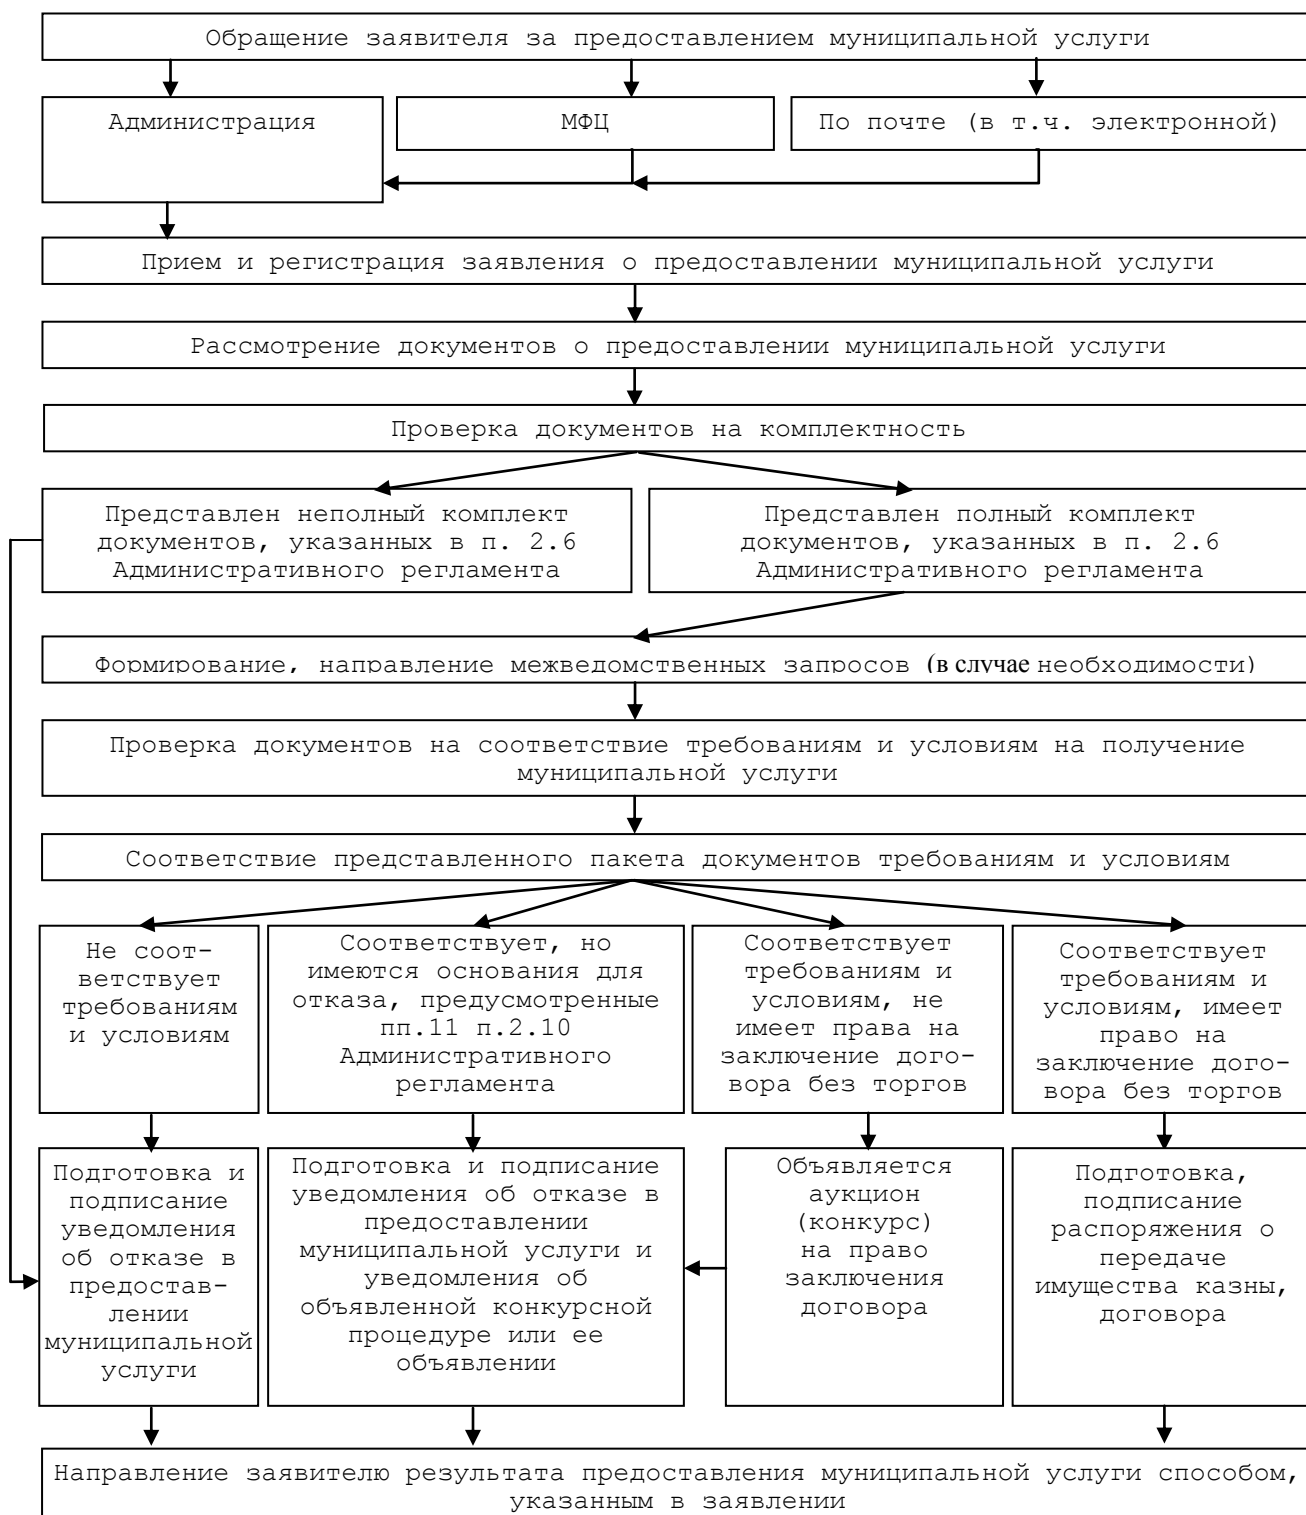 Обращение заявителя за предоставлением муниципальной услуги
Администрация
МФЦ
По почте (в т.ч. электронной)
Прием и регистрация заявления о предоставлении муниципальной услуги
Рассмотрение документов о предоставлении муниципальной услуги
Проверка документов на комплектность
Представлен неполный комплект
документов, указанных в п. 2.6
Административного регламента
Представлен полный комплект
документов, указанных в п. 2.6
Административного регламента
Формирование, направление межведомственных запросов (в случае необходимости)
Проверка документов на соответствие требованиям и условиям на получение
муниципальной услуги
Соответствие представленного пакета документов требованиям и условиям
Не соот-
ветствует
требованиям
и условиям
Соответствует, но
имеются основания для
отказа, предусмотренные
пп.11 п.2.10
Административного
регламента
Соответствует
требованиям и
условиям, не
имеет права на
заключение дого-
вора без торгов
Соответствует
требованиям и
условиям, имеет
право на
заключение дого-
вора без торгов
Подготовка и
подписание
уведомления
об отказе в
предостав-
лении
муниципальной
услуги
Подготовка и подписание
уведомления об отказе в
предоставлении
муниципальной услуги и
уведомления об
объявленной конкурсной
процедуре или ее
объявлении
Объявляется
аукцион
(конкурс)
на право
заключения
договора
Подготовка,
подписание
распоряжения о
передаче
имущества казны,
договора
Направление заявителю результата предоставления муниципальной услуги способом,
указанным в заявлении